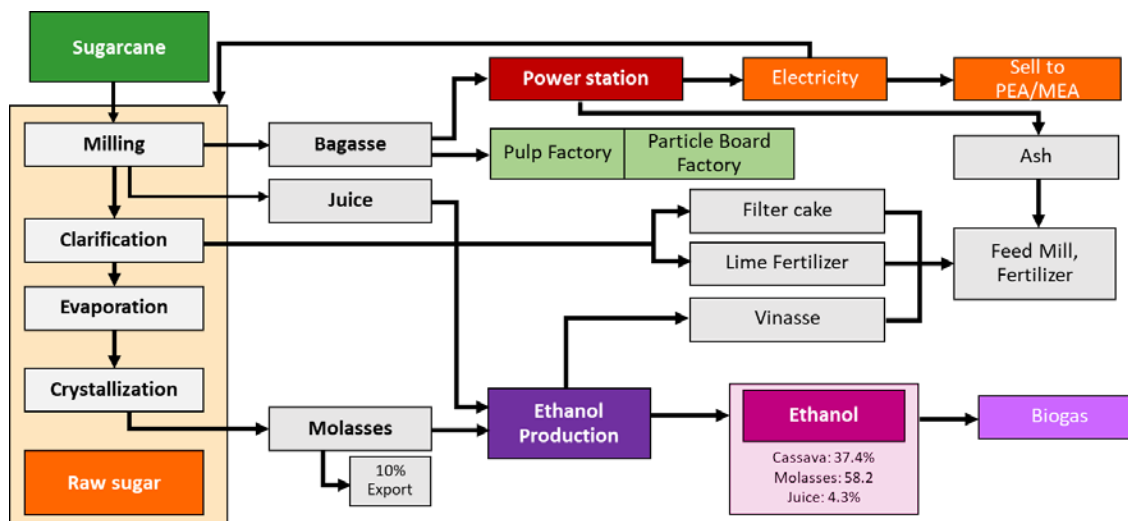 Sugarcane
Power station
Electricity
Sell to
PEA/MEA
Milling
Bagasse
Pulp Factory
Particle Board
Factory
Ash
Juice
Filter cake
Clarification
Lime Fertilizer
Feed Mill,
Fertilizer
Evaporation
Vinasse
Crystallization
Molasses
Ethanol
Production
Ethanol
Biogas
Cassava: 37.4%
Molasses: 58.2
Juice: 4.3%
10%
Export
Raw sugar